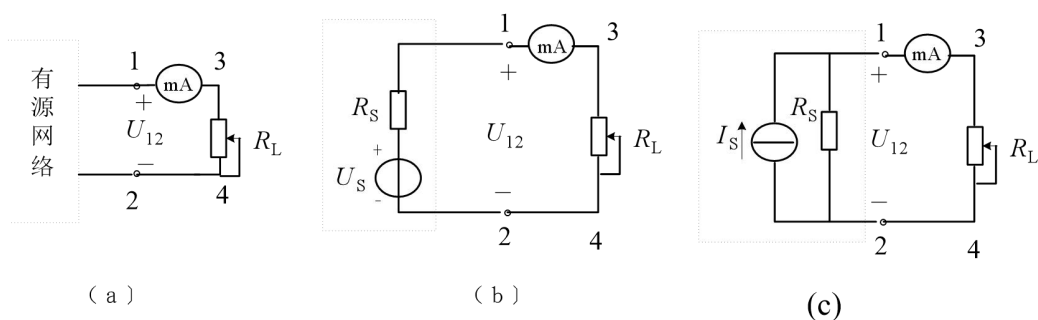 有源网络
1
mA
3
+
U12
−
RL
2
4
（a）
1
mA
3
+
RS
U12
RL
+
US
-
−
2
4
（b）
1
mA
3
+
IS
RS
U12
RL
−
2
4
(c)